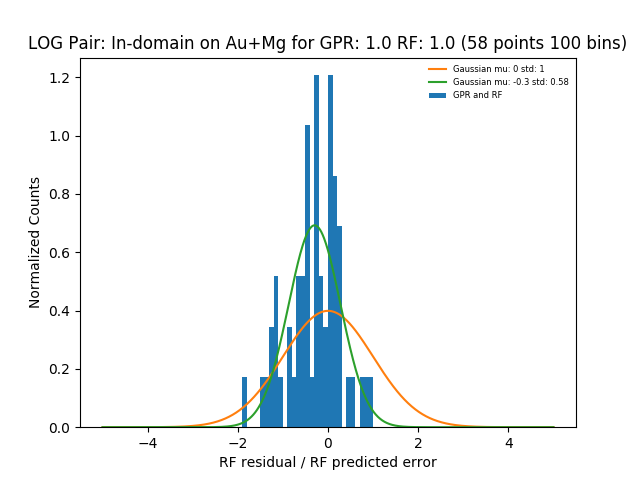 LOG Pair: In-domain on Au+Mg for GPR: 1.0 RF: 1.0 (58 points 100 bins)
Gaussian mu: 0 std: 1
Gaussian mu: -0.3 std: 0.58
GPR and RF
Normalized Counts
1.2
1.0
0.8
0.6
0.4
0.2
0.0
−4 −2 0 2 4
RF residual / RF predicted error